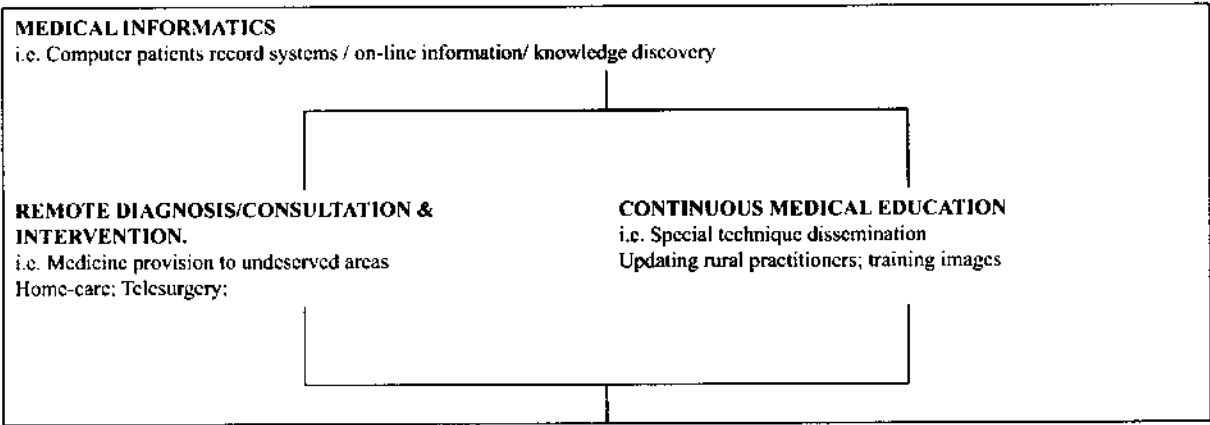 MEDICAL INFORMATICS
i.e. Computer patients record systems / on-line information/ knowledge discovery
REMOTE DIAGNOSIS/CONSULTATION &
INTERVENTION.
i.e. Medicine provision to undeserved areas
Home-care; Telesurgery;
CONTINUOUS MEDICAL EDUCATION
i.e. Special technique dissemination
Updating rural practitioners; training images